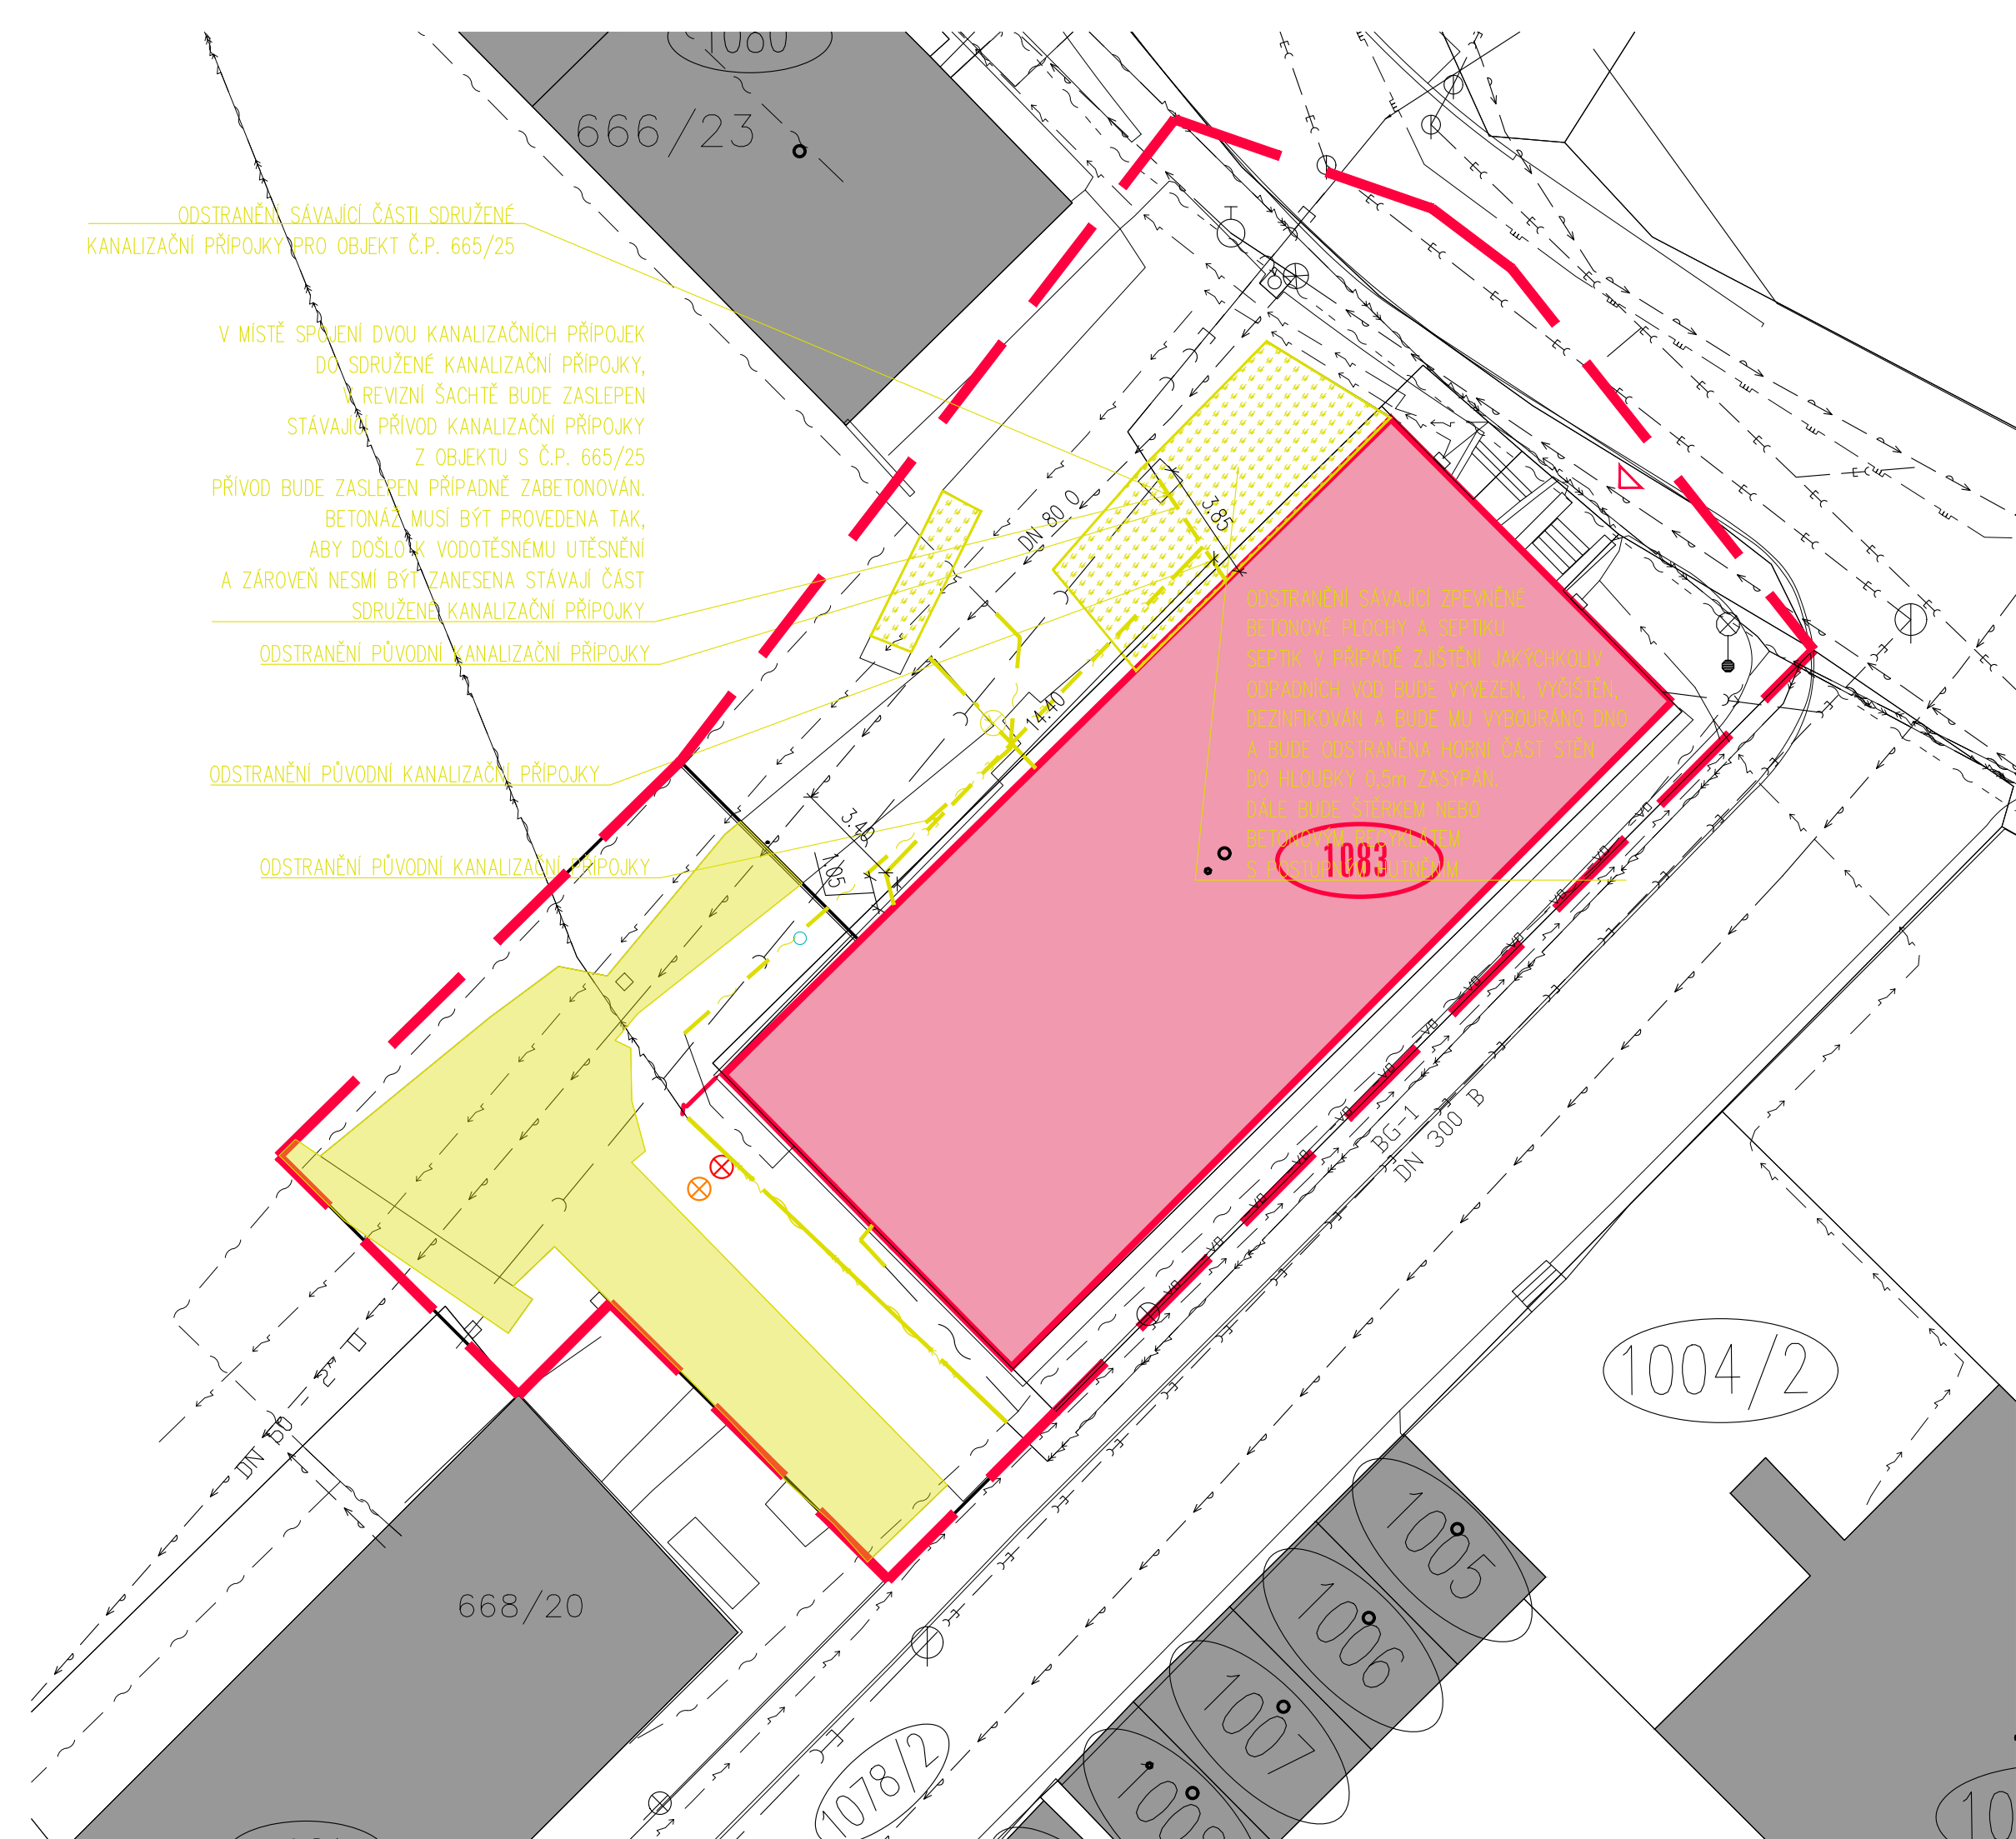 1080
666/23
ODSTRANĚNÍ SÁVAJÍCÍ ČÁSTI SDRUŽENÉ
KANALIZAČNÍ PŘÍPOJKY PRO OBJEKT Č.P. 665/25
V MÍSTĚ SPOJENÍ DVOU KANALIZAČNÍCH PŘÍPOJEK
DO SDRUŽENÉ KANALIZAČNÍ PŘÍPOJKY,
V REVIZNÍ ŠACHTĚ BUDE ZASLEPEN
STÁVAJÍCÍ PŘÍVOD KANALIZAČNÍ PŘÍPOJKY
Z OBJEKTU S Č.P. 665/25
PŘÍVOD BUDE ZASLEPEN PŘÍPADNĚ ZABETONOVÁN.
BETONÁŽ MUSÍ BÝT PROVEDENA TAK,
ABY DOŠLO K VODOTĚSNÉMU UTĚSNĚNÍ
A ZÁROVEŇ NESMÍ BÝT ZANESENA STÁVAJÍ ČÁST
SDRUŽENÉ KANALIZAČNÍ PŘÍPOJKY
ODSTRANĚNÍ PŮVODNÍ KANALIZAČNÍ PŘÍPOJKY
ODSTRANĚNÍ PŮVODNÍ KANALIZAČNÍ PŘÍPOJKY
ODSTRANĚNÍ PŮVODNÍ KANALIZAČNÍ PŘÍPOJKY
DN 80 O
3.85
14.40
3.40
1.05
ODSTRANĚNÍ SÁVAJÍCÍ ZPEVNĚNÉ
BETONOVÉ PLOCHY A SEPTIKU
SEPTIK V PŘÍPADĚ ZJIŠTĚNÍ JAKÝCHKOLIV
ODPADNÍCH VOD BUDE VYVEZEN, VYČIŠTĚN,
DEZINFIKOVÁN A BUDE MU VYBOURÁNO DNO
A BUDE ODSTRANĚNA HORNÍ ČÁST STĚN
DO HLOUBKY 0,5m ZASYPÁN.
DÁLE BUDE ŠTĚRKEM NEBO
BETONOVÝM RECYKLÁTEM
S POSTUPNÝM HUTNĚNÍM
1083
BG-1
DN 300 B
DN 50
2"
1004/2
668/20
1005
1006
1007
1078/2